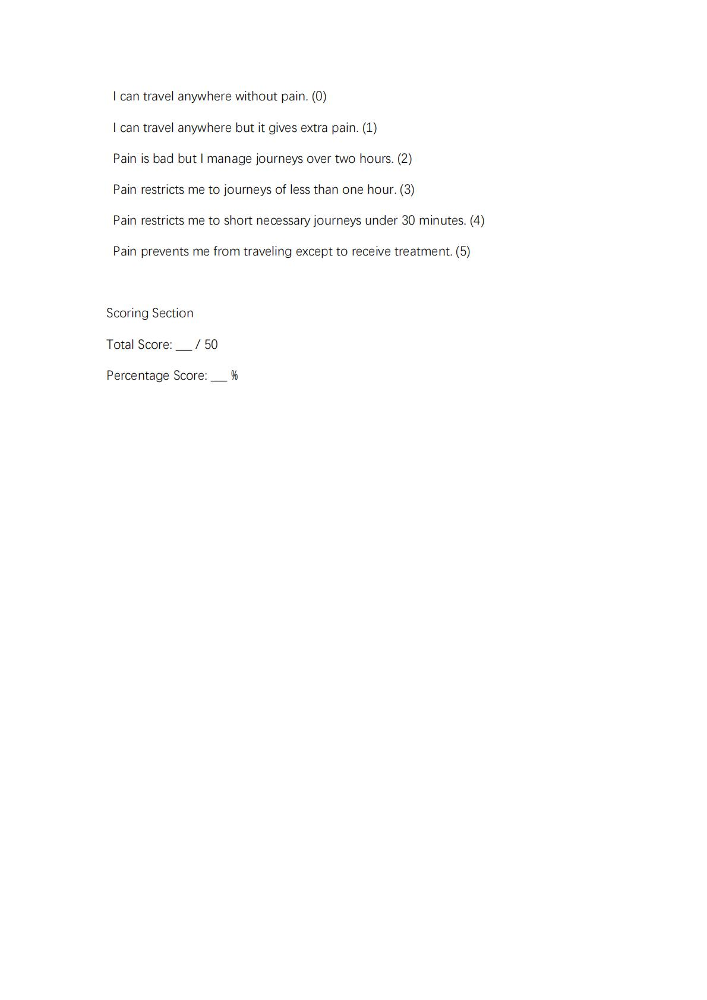 I can travel anywhere without pain. (0)
I can travel anywhere but it gives extra pain. (1)
Pain is bad but I manage journeys over two hours. (2)
Pain restricts me to journeys of less than one hour. (3)
Pain restricts me to short necessary journeys under 30 minutes. (4)
Pain prevents me from traveling except to receive treatment. (5)
Scoring Section
Total Score: ___ / 50
Percentage Score: ___ %